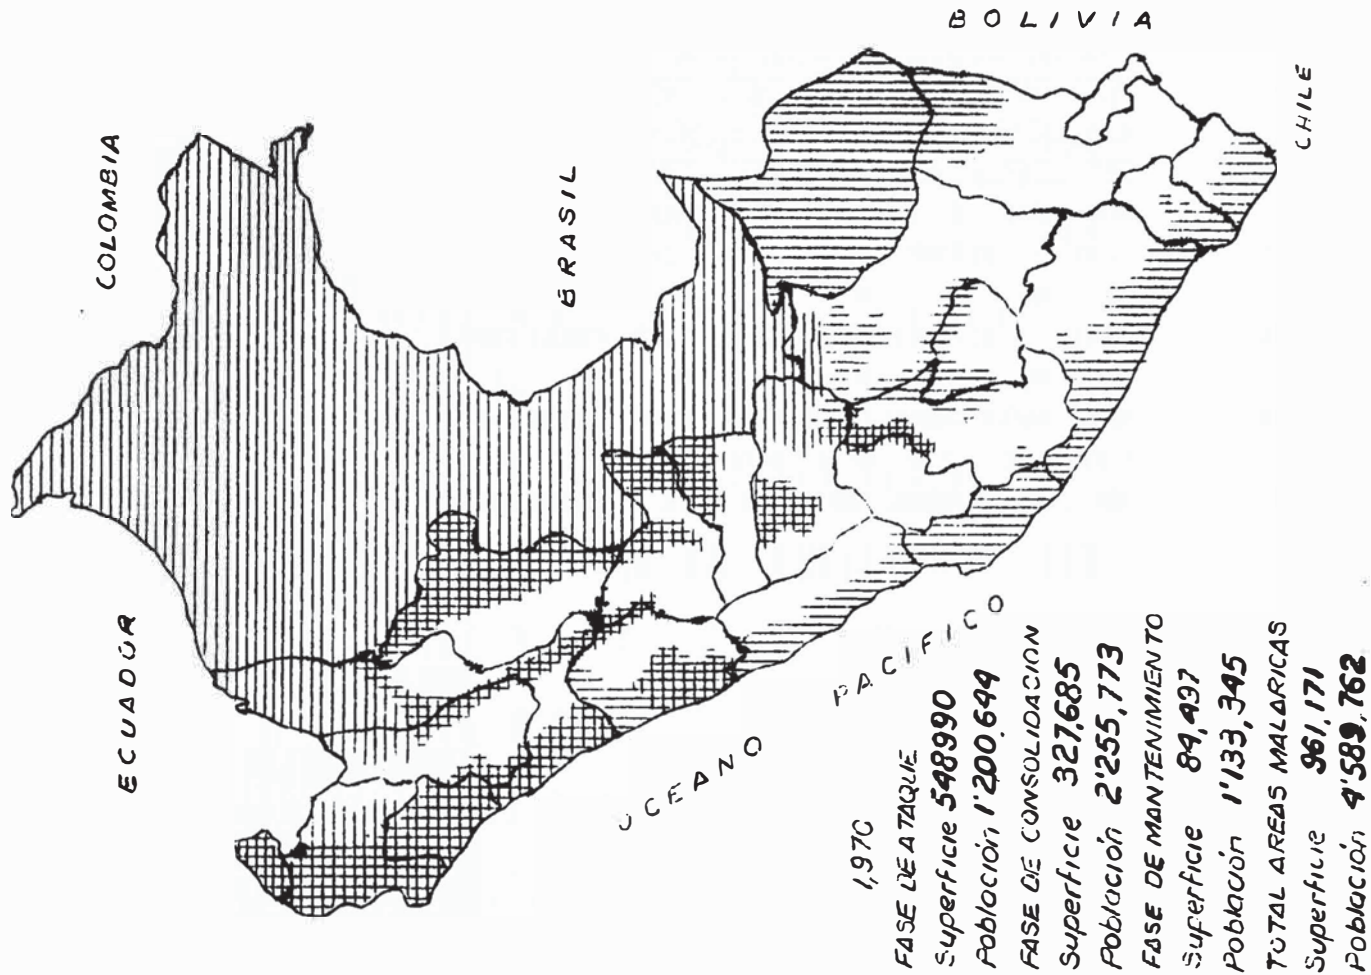 BOLIVIA
CHILE
COLOMBIA
BRASIL
ECUADOR
OCEANO PACIFICO
1,970
FASE DE ATAQUE
Superficie 548990
Población 1'200,644
FASE DE CONSOLIDACION
Superficie 327,685
Población 2'255,773
FASE DE MANTENIMIENTO
Superficie 84,497
Población 1'133,345
TOTAL AREAS MALARICAS
Superficie 961,171
Población 4'589,762